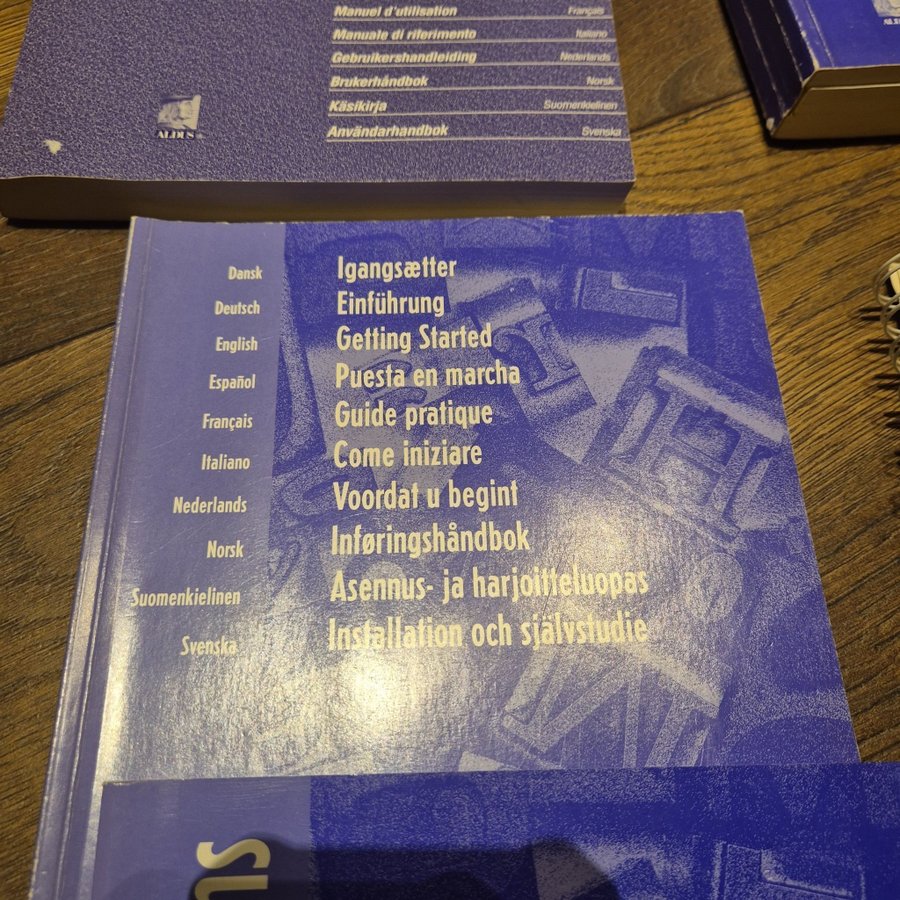 Manuel d'utilisation Français
Manuale di riferimento Italiano
Gebruikershandleiding Nederlands
Brukerhåndbok Norsk
Käsikirja Suomenkielinen
Användarhandbok Svenska
ALDUS
Dansk Igangsætter
Deutsch Einführung
English Getting Started
Español Puesta en marcha
Français Guide pratique
Italiano Come iniziare
Nederlands Voordat u begint
Norsk Inføringshåndbok
Suomenkielinen Asennus- ja harjoitteluopas
Svenska Installation och självstudie